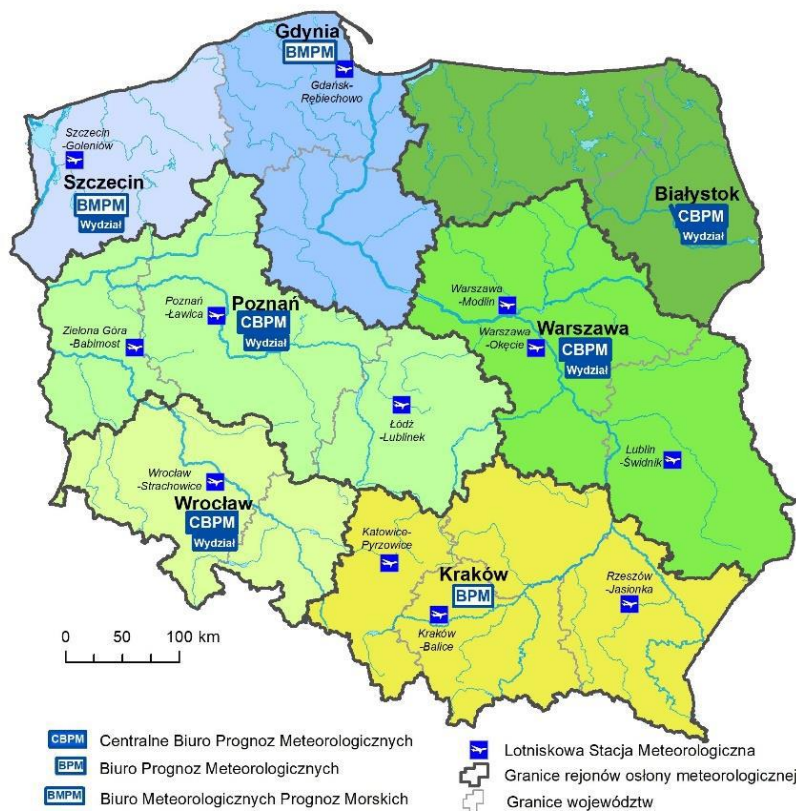 Gdynia
BMPM
Gdańsk-
Rębiechowo
Szczecin
-Goleniów
Szczecin
BMPM
Wydział
Białystok
CBPM
Wydział
Warszawa
-Modlin
Poznań
-Ławica
Poznań
CBPM
Wydział
Zielona Góra
-Babimost
Warszawa
-Okęcie
Warszawa
CBPM
Wydział
Łódź
-Lublinek
Lublin
-Świdnik
Wrocław
-Strachowice
Wrocław
CBPM
Wydział
Katowice-
Pyrzowice
Kraków
BPM
Rzeszów
-Jasionka
Kraków
-Balice
0 50 100 km
CBPM Centralne Biuro Prognoz Meteorologicznych
BPM Biuro Prognoz Meteorologicznych
BMPM Biuro Meteorologicznych Prognoz Morskich
Lotniskowa Stacja Meteorologiczna
Granice rejonów osłony meteorologicznej
Granice województw